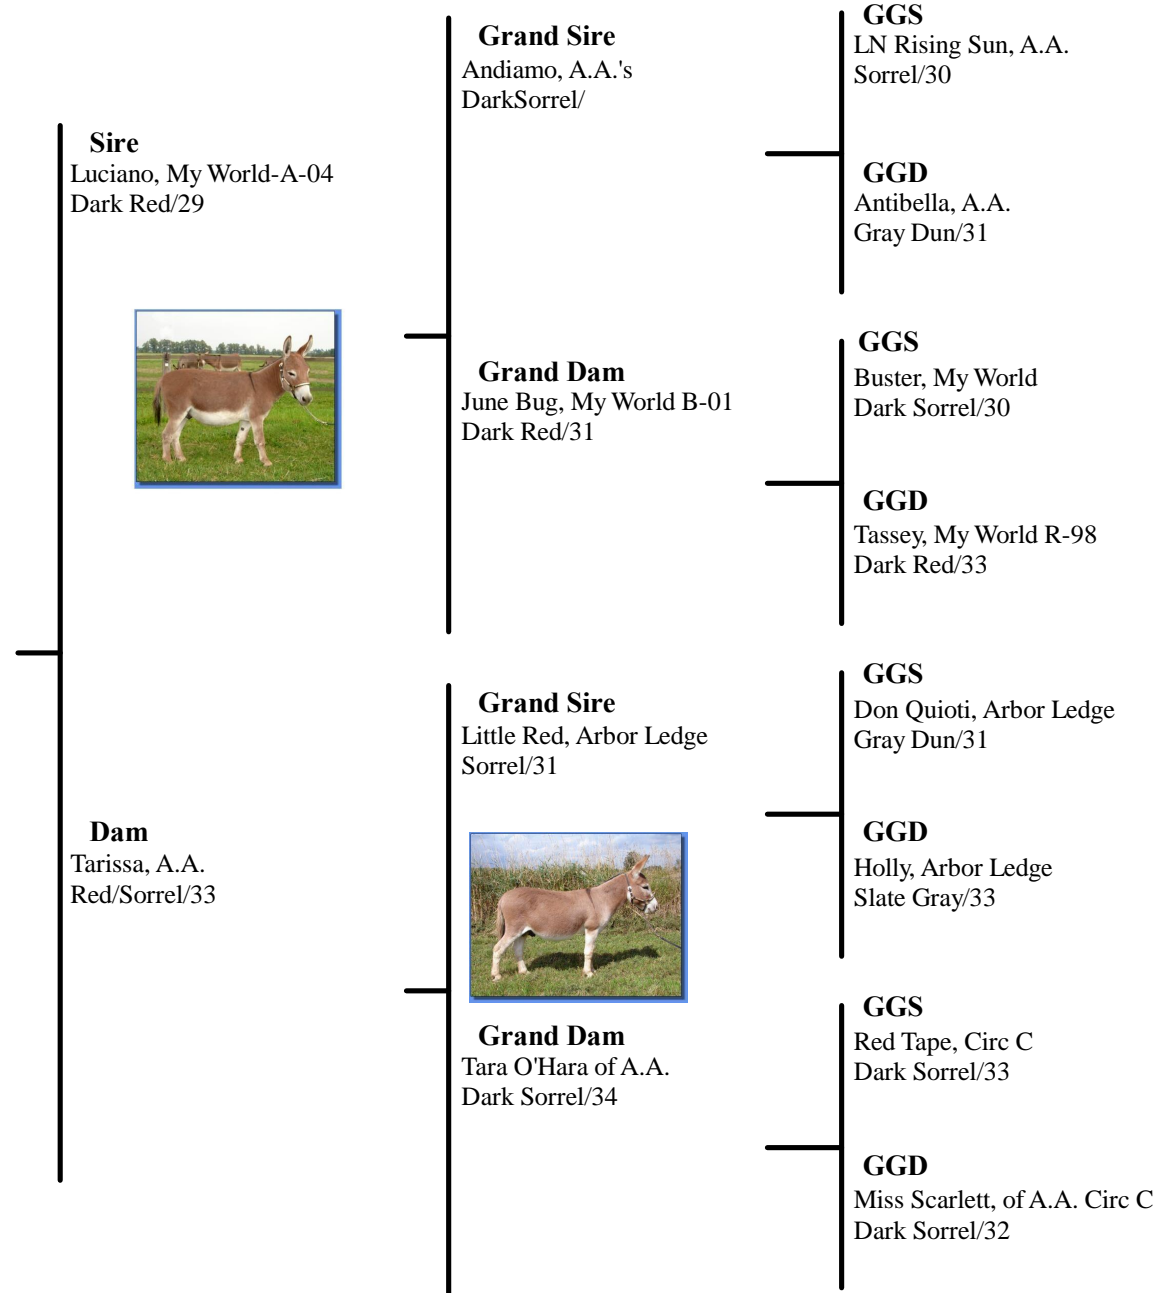 Sire
Luciano, My World-A-04
Dark Red/29
Dam
Tarissa, A.A.
Red/Sorrel/33
Grand Sire
Andiamo, A.A.'s
DarkSorrel/
Grand Dam
June Bug, My World B-01
Dark Red/31
Grand Sire
Little Red, Arbor Ledge
Sorrel/31
Grand Dam
Tara O'Hara of A.A.
Dark Sorrel/34
GGS
LN Rising Sun, A.A.
Sorrel/30
GGD
Antibella, A.A.
Gray Dun/31
GGS
Buster, My World
Dark Sorrel/30
GGD
Tassey, My World R-98
Dark Red/33
GGS
Don Quioti, Arbor Ledge
Gray Dun/31
GGD
Holly, Arbor Ledge
Slate Gray/33
GGS
Red Tape, Circ C
Dark Sorrel/33
GGD
Miss Scarlett, of A.A. Circ C
Dark Sorrel/32